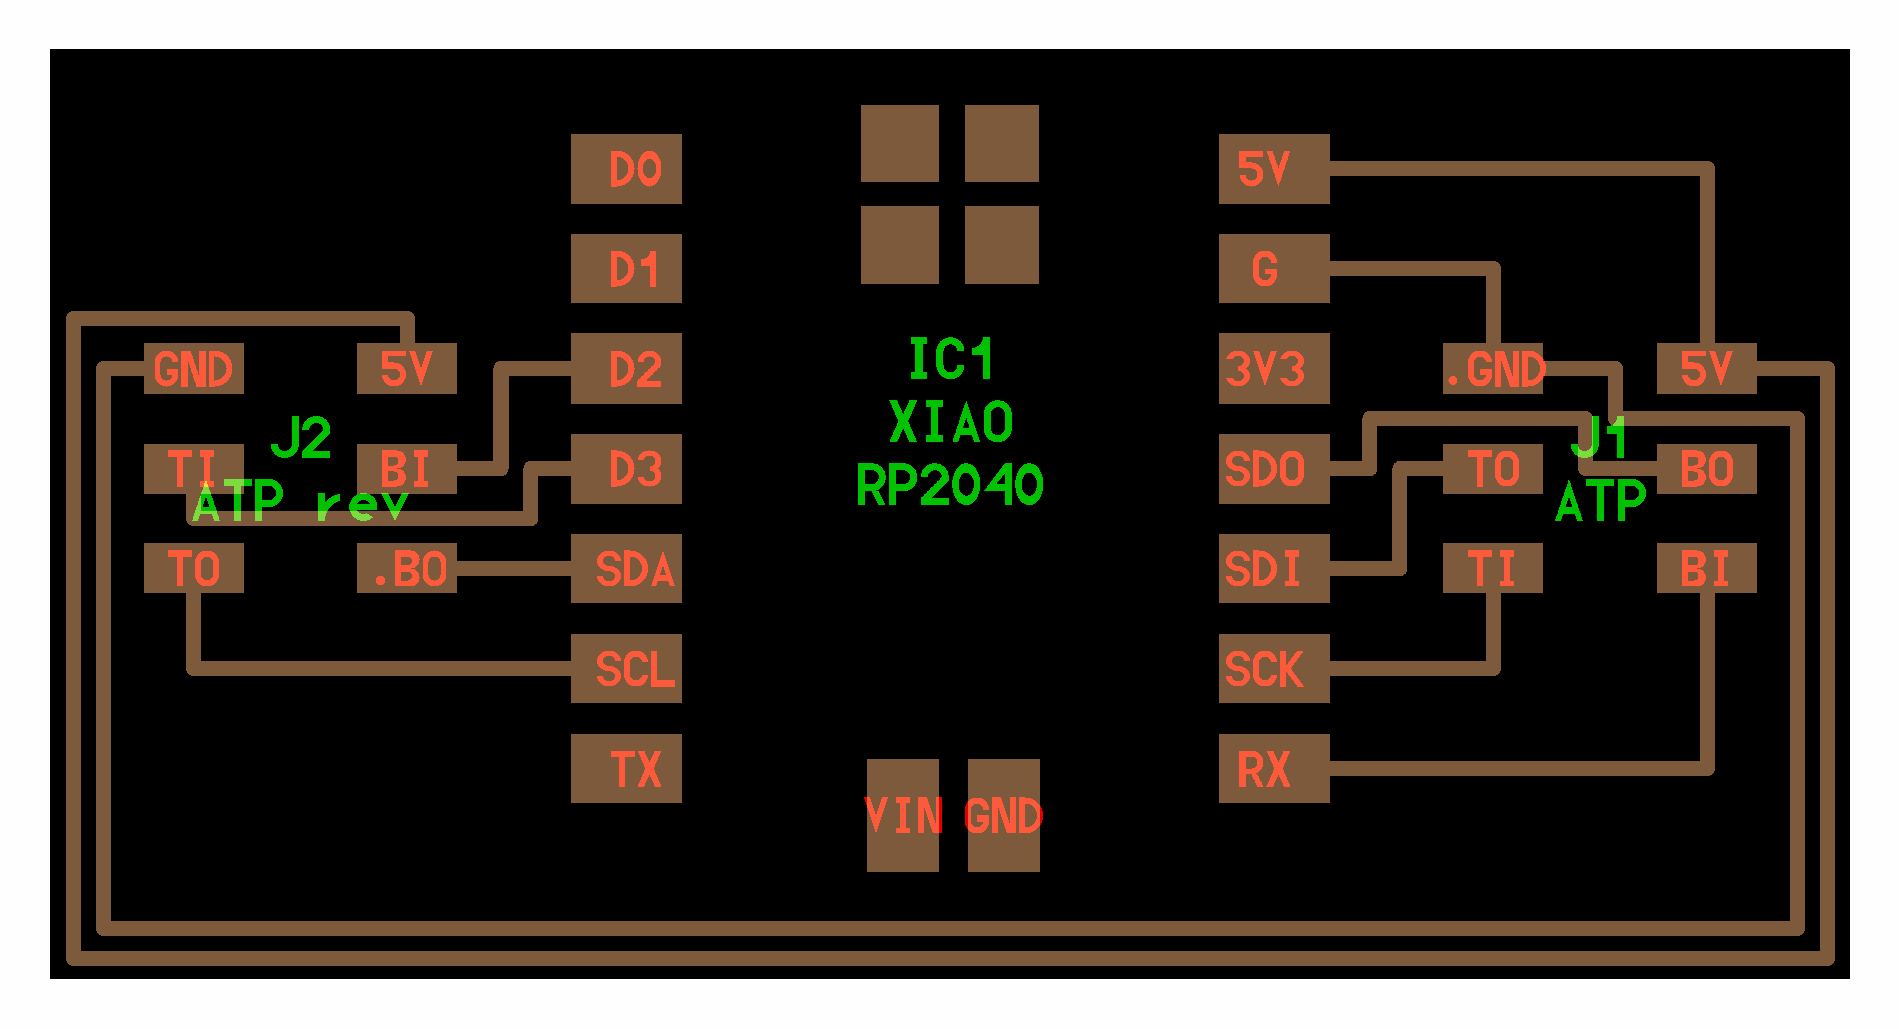 D0
5V
D1
G
GND
5V
D2
IC1
3V3
.GND
5V
XIAO
J2
J1
TI
BI
D3
RP2040
SDO
TO
BO
ATP rev
ATP
TO
.BO
SDA
SDI
TI
BI
SCL
SCK
TX
RX
VIN
GND